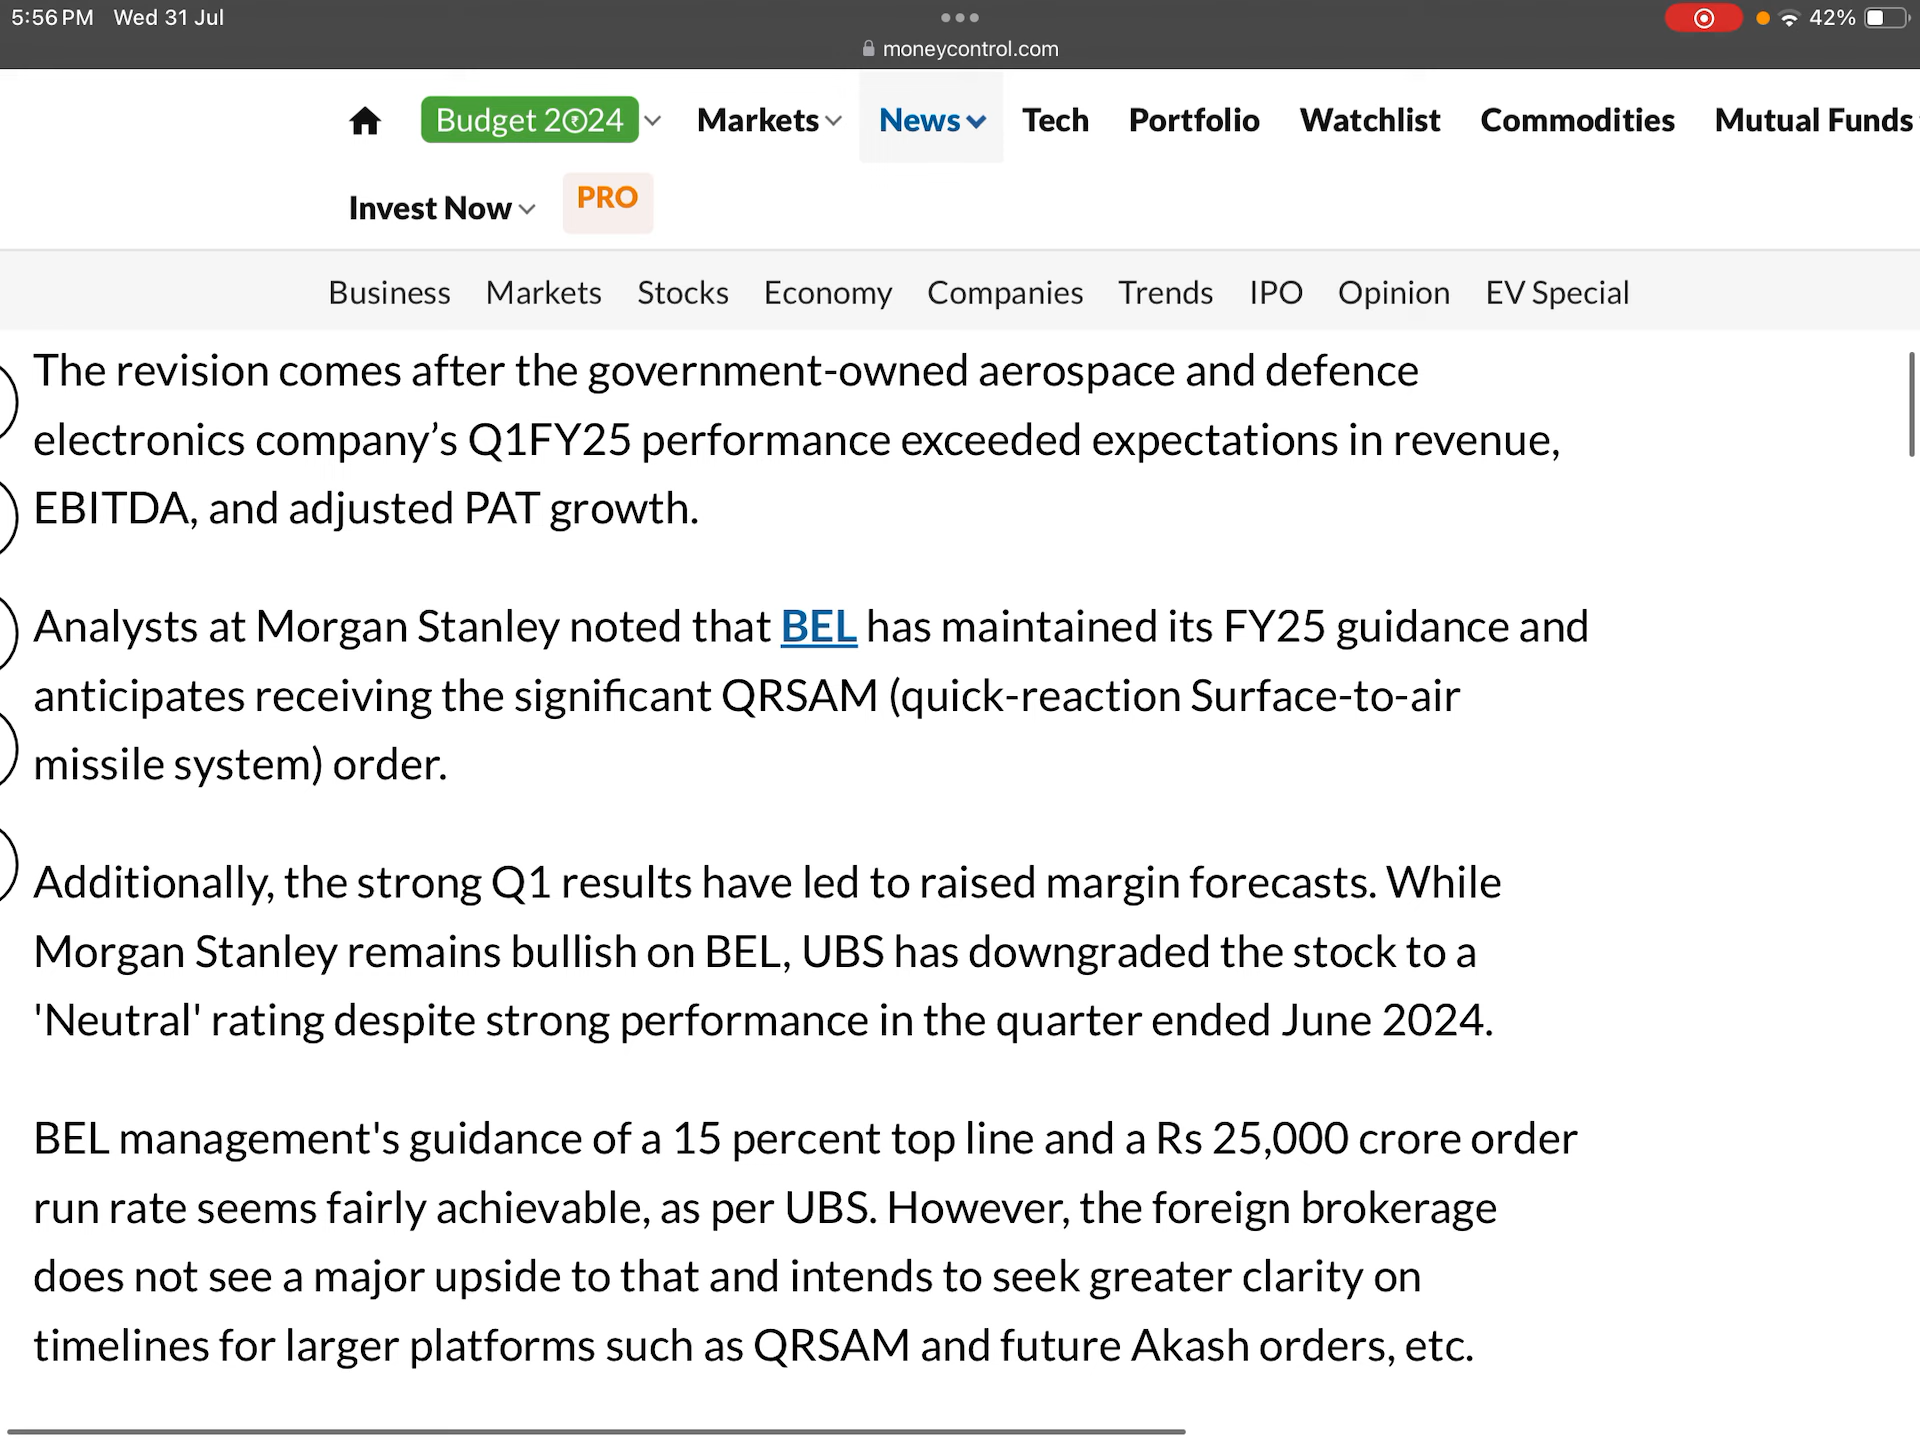 5:56 PM Wed 31 Jul
42%
moneycontrol.com
Budget 2024 Markets News Tech Portfolio Watchlist Commodities Mutual Funds
Invest Now PRO
Business Markets Stocks Economy Companies Trends IPO Opinion EV Special
The revision comes after the government-owned aerospace and defence
electronics company’s Q1FY25 performance exceeded expectations in revenue,
EBITDA, and adjusted PAT growth.
Analysts at Morgan Stanley noted that BEL has maintained its FY25 guidance and
anticipates receiving the significant QRSAM (quick-reaction Surface-to-air
missile system) order.
Additionally, the strong Q1 results have led to raised margin forecasts. While
Morgan Stanley remains bullish on BEL, UBS has downgraded the stock to a
'Neutral' rating despite strong performance in the quarter ended June 2024.
BEL management's guidance of a 15 percent top line and a Rs 25,000 crore order
run rate seems fairly achievable, as per UBS. However, the foreign brokerage
does not see a major upside to that and intends to seek greater clarity on
timelines for larger platforms such as QRSAM and future Akash orders, etc.